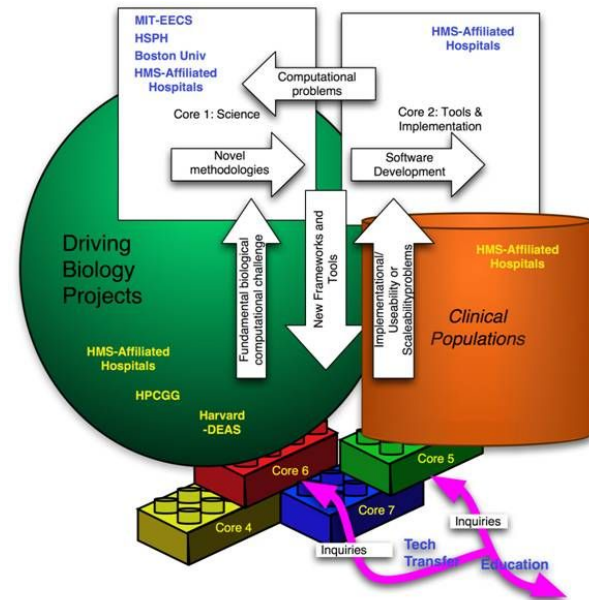 MIT-EECS
HSPH
Boston Univ
HMS-Affiliated
Hospitals
HMS-Affiliated
Hospitals
Computational
problems
Core 1: Science
Core 2: Tools &
Implementation
Novel
methodologies
Software
Development
Driving
Biology
Projects
Fundamental biological
computational challenge
New Frameworks and
Tools
Implementational/
Useability or
Scaleabilityproblems
HMS-Affiliated
Hospitals
Clinical
Populations
HMS-Affiliated
Hospitals
HPCGG
Harvard
-DEAS
Core 6
Core 5
Core 4
Core 7
Inquiries
Inquiries
Tech
Transfer
Education